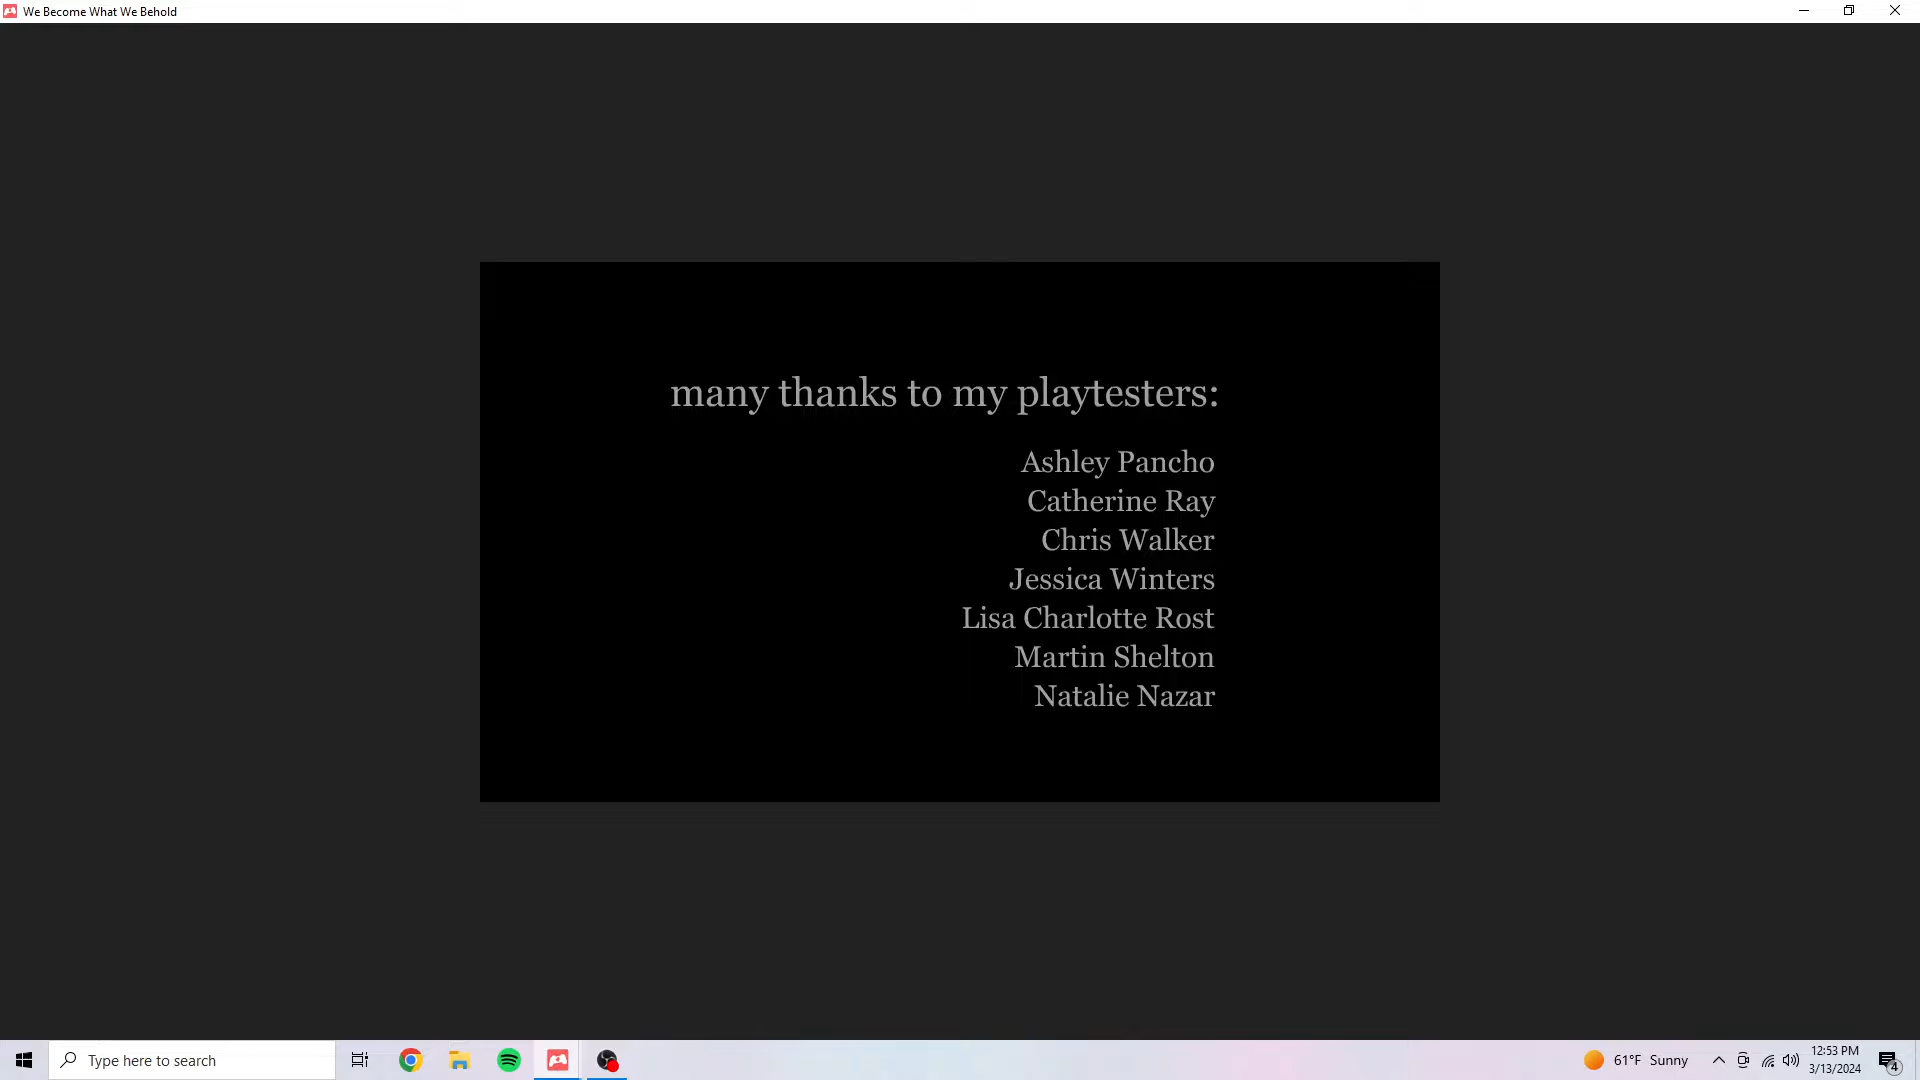 We Become What We Behold
many thanks to my playtesters:
Ashley Pancho
Catherine Ray
Chris Walker
Jessica Winters
Lisa Charlotte Rost
Martin Shelton
Natalie Nazar
Type here to search
61°F Sunny
12:53 PM
3/13/2024
4